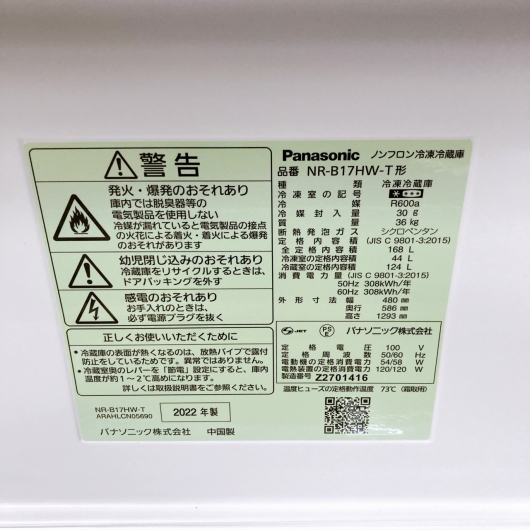 警告
発火・爆発のおそれあり
庫内では脱臭器等の
電気製品を使用しない
冷媒が漏れていると電気製品の接点
の火花による着火・着火による爆発
のおそれあり
幼児閉じ込みのおそれあり
冷蔵庫をリサイクルするときは、
ドアパッキングを外す
感電のおそれあり
お手入れのときは、
必ず電源プラグを抜く
正しくお使いいただくために
・冷蔵庫の表面が熱くなるのは、放熱パイプで露付
防止をしているためで異常ではありません。
・冷蔵室奥のレバーを「節電」に設定すると、庫内
温度が約1～2℃高めになります。
詳しくは取扱説明書をご参照ください。
NR-B17HW-T
ARAHLCN05690
2022 年製
パナソニック株式会社 中国製
Panasonic ノンフロン冷凍冷蔵庫
品番 NR-B17HW-T形
種類 冷凍冷蔵庫
冷凍室の記号
冷媒 R600a
冷媒封入量 30 g
断熱発泡ガス シクロペンタン
定格内容積 (JIS C 9801-3:2015)
全定格内容積 168 L
冷凍室の定格内容積 44 L
冷蔵室の定格内容積 124 L
消費電力量 (JIS C 9801-3:2015)
50Hz 308kWh/年
60Hz 308kWh/年
外形寸法 幅 480 mm
奥行 586 mm
高さ 1293 mm
質量 36 kg
JET PS E パナソニック株式会社
定格電圧 100 V
定格周波数 50/60 Hz
電動機の定格消費電力 54/58 W
電熱装置の定格消費電力 120/120 W
製造番号 Z2701416
温度ヒューズの定格動作温度 73℃ (霜取用)